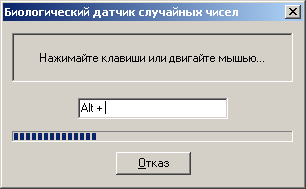 Биологический датчик случайных чисел
Нажимайте клавиши или двигайте мышью...
Alt +
Отказ